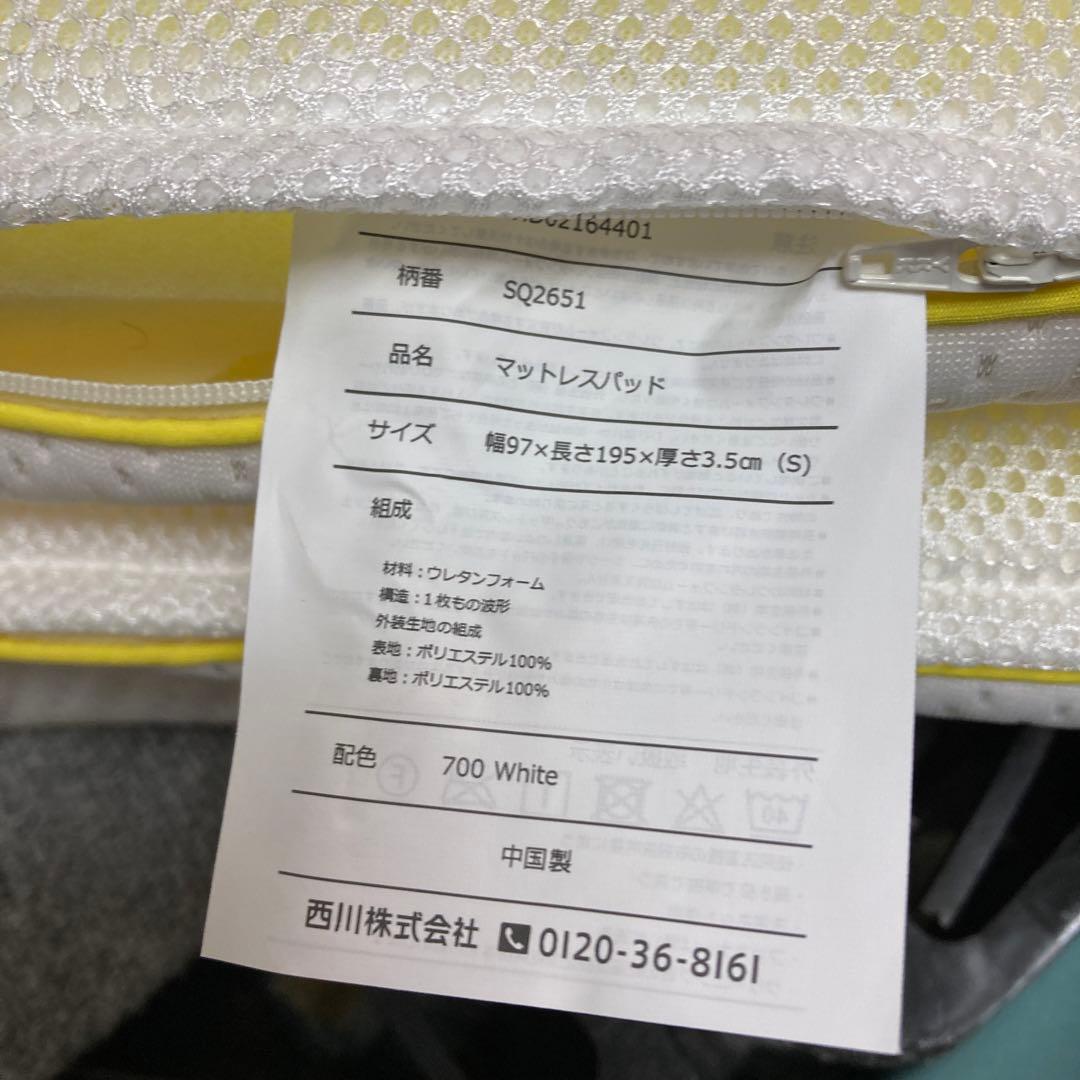 2164401
柄番 SQ2651
品名 マットレスパッド
サイズ 幅97×長さ195×厚さ3.5㎝（S）
組成
材料：ウレタンフォーム
構造：1枚もの波形
外装生地の組成
表地：ポリエステル100%
裏地：ポリエステル100%
配色 700 White
中国製
西川株式会社 0120-36-8161